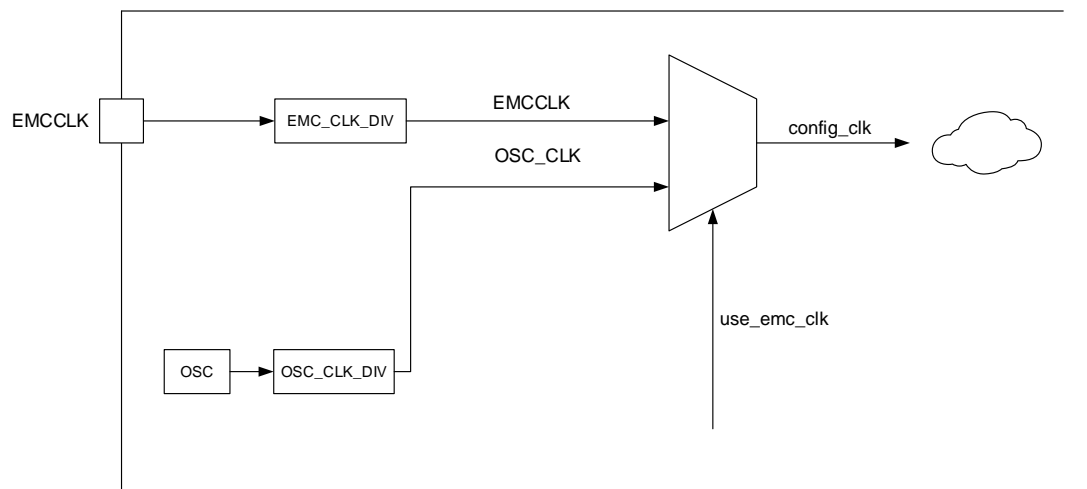 EMCCLK
EMC_CLK_DIV
EMCCLK
OSC_CLK
config_clk
use_emc_clk
OSC
OSC_CLK_DIV